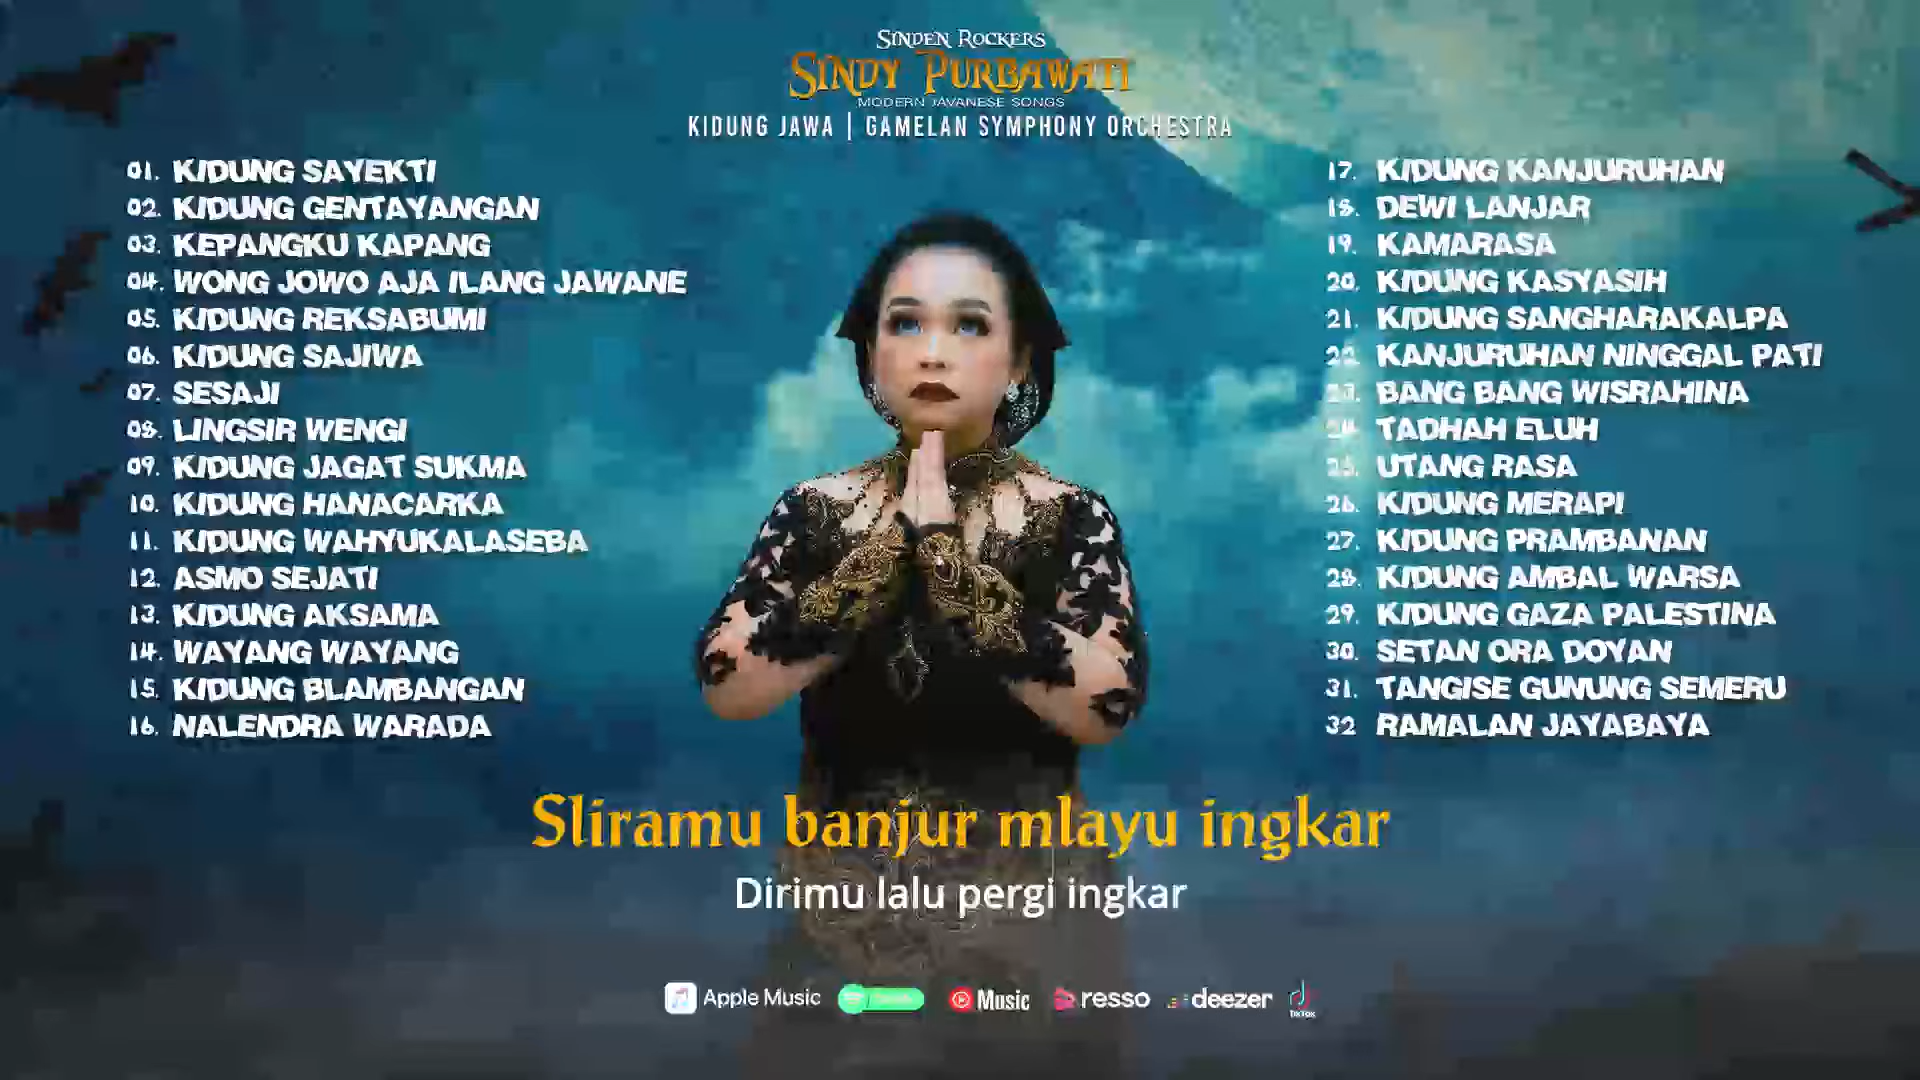 SINDEN ROCKERS
SINDY PURBAWATI
MODERN JAVANESE SONGS
KIDUNG JAWA | GAMELAN SYMPHONY ORCHESTRA
01. KIDUNG SAYEKTI
02. KIDUNG GENTAYANGAN
03. KEPANGKU KAPANG
04. WONG JOWO AJA ILANG JAWANE
05. KIDUNG REKSABUMI
06. KIDUNG SAJIWA
07. SESAJI
08. LINGSIR WENGI
09. KIDUNG JAGAT SUKMA
10. KIDUNG HANACARKA
11. KIDUNG WAHYUKALASEBA
12. ASMO SEJATI
13. KIDUNG AKSAMA
14. WAYANG WAYANG
15. KIDUNG BLAMBANGAN
16. NALENDRA WARADA
17. KIDUNG KANJURUHAN
18. DEWI LANJAR
19. KAMARASA
20. KIDUNG KASYASIH
21. KIDUNG SANGHARAKALPA
22. KANJURUHAN NINGGAL PATI
23. BANG BANG WISRAHINA
24. TADHAH ELUH
25. UTANG RASA
26. KIDUNG MERAPI
27. KIDUNG PRAMBANAN
28. KIDUNG AMBAL WARSA
29. KIDUNG GAZA PALESTINA
30. SETAN ORA DOYAN
31. TANGISE GUNUNG SEMERU
32 RAMALAN JAYABAYA
Sliramu banjur mlayu ingkar
Dirimu lalu pergi ingkar
Apple Music
Music
resso
deezer
TikTok